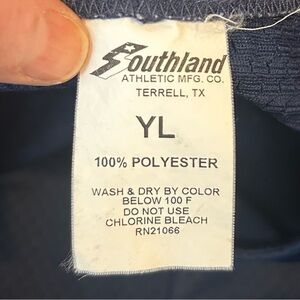 Southland
ATHLETIC MFG. CO.
TERRELL, TX
YL
100% POLYESTER
WASH & DRY BY COLOR
BELOW 100 F
DO NOT USE
CHLORINE BLEACH
RN21066